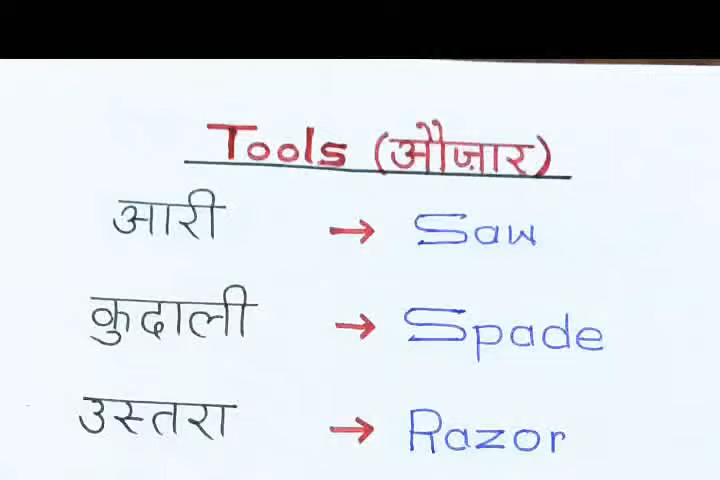 Tools (औज़ार)
आरी → Saw
कुदाली → Spade
उस्तरा → Razor